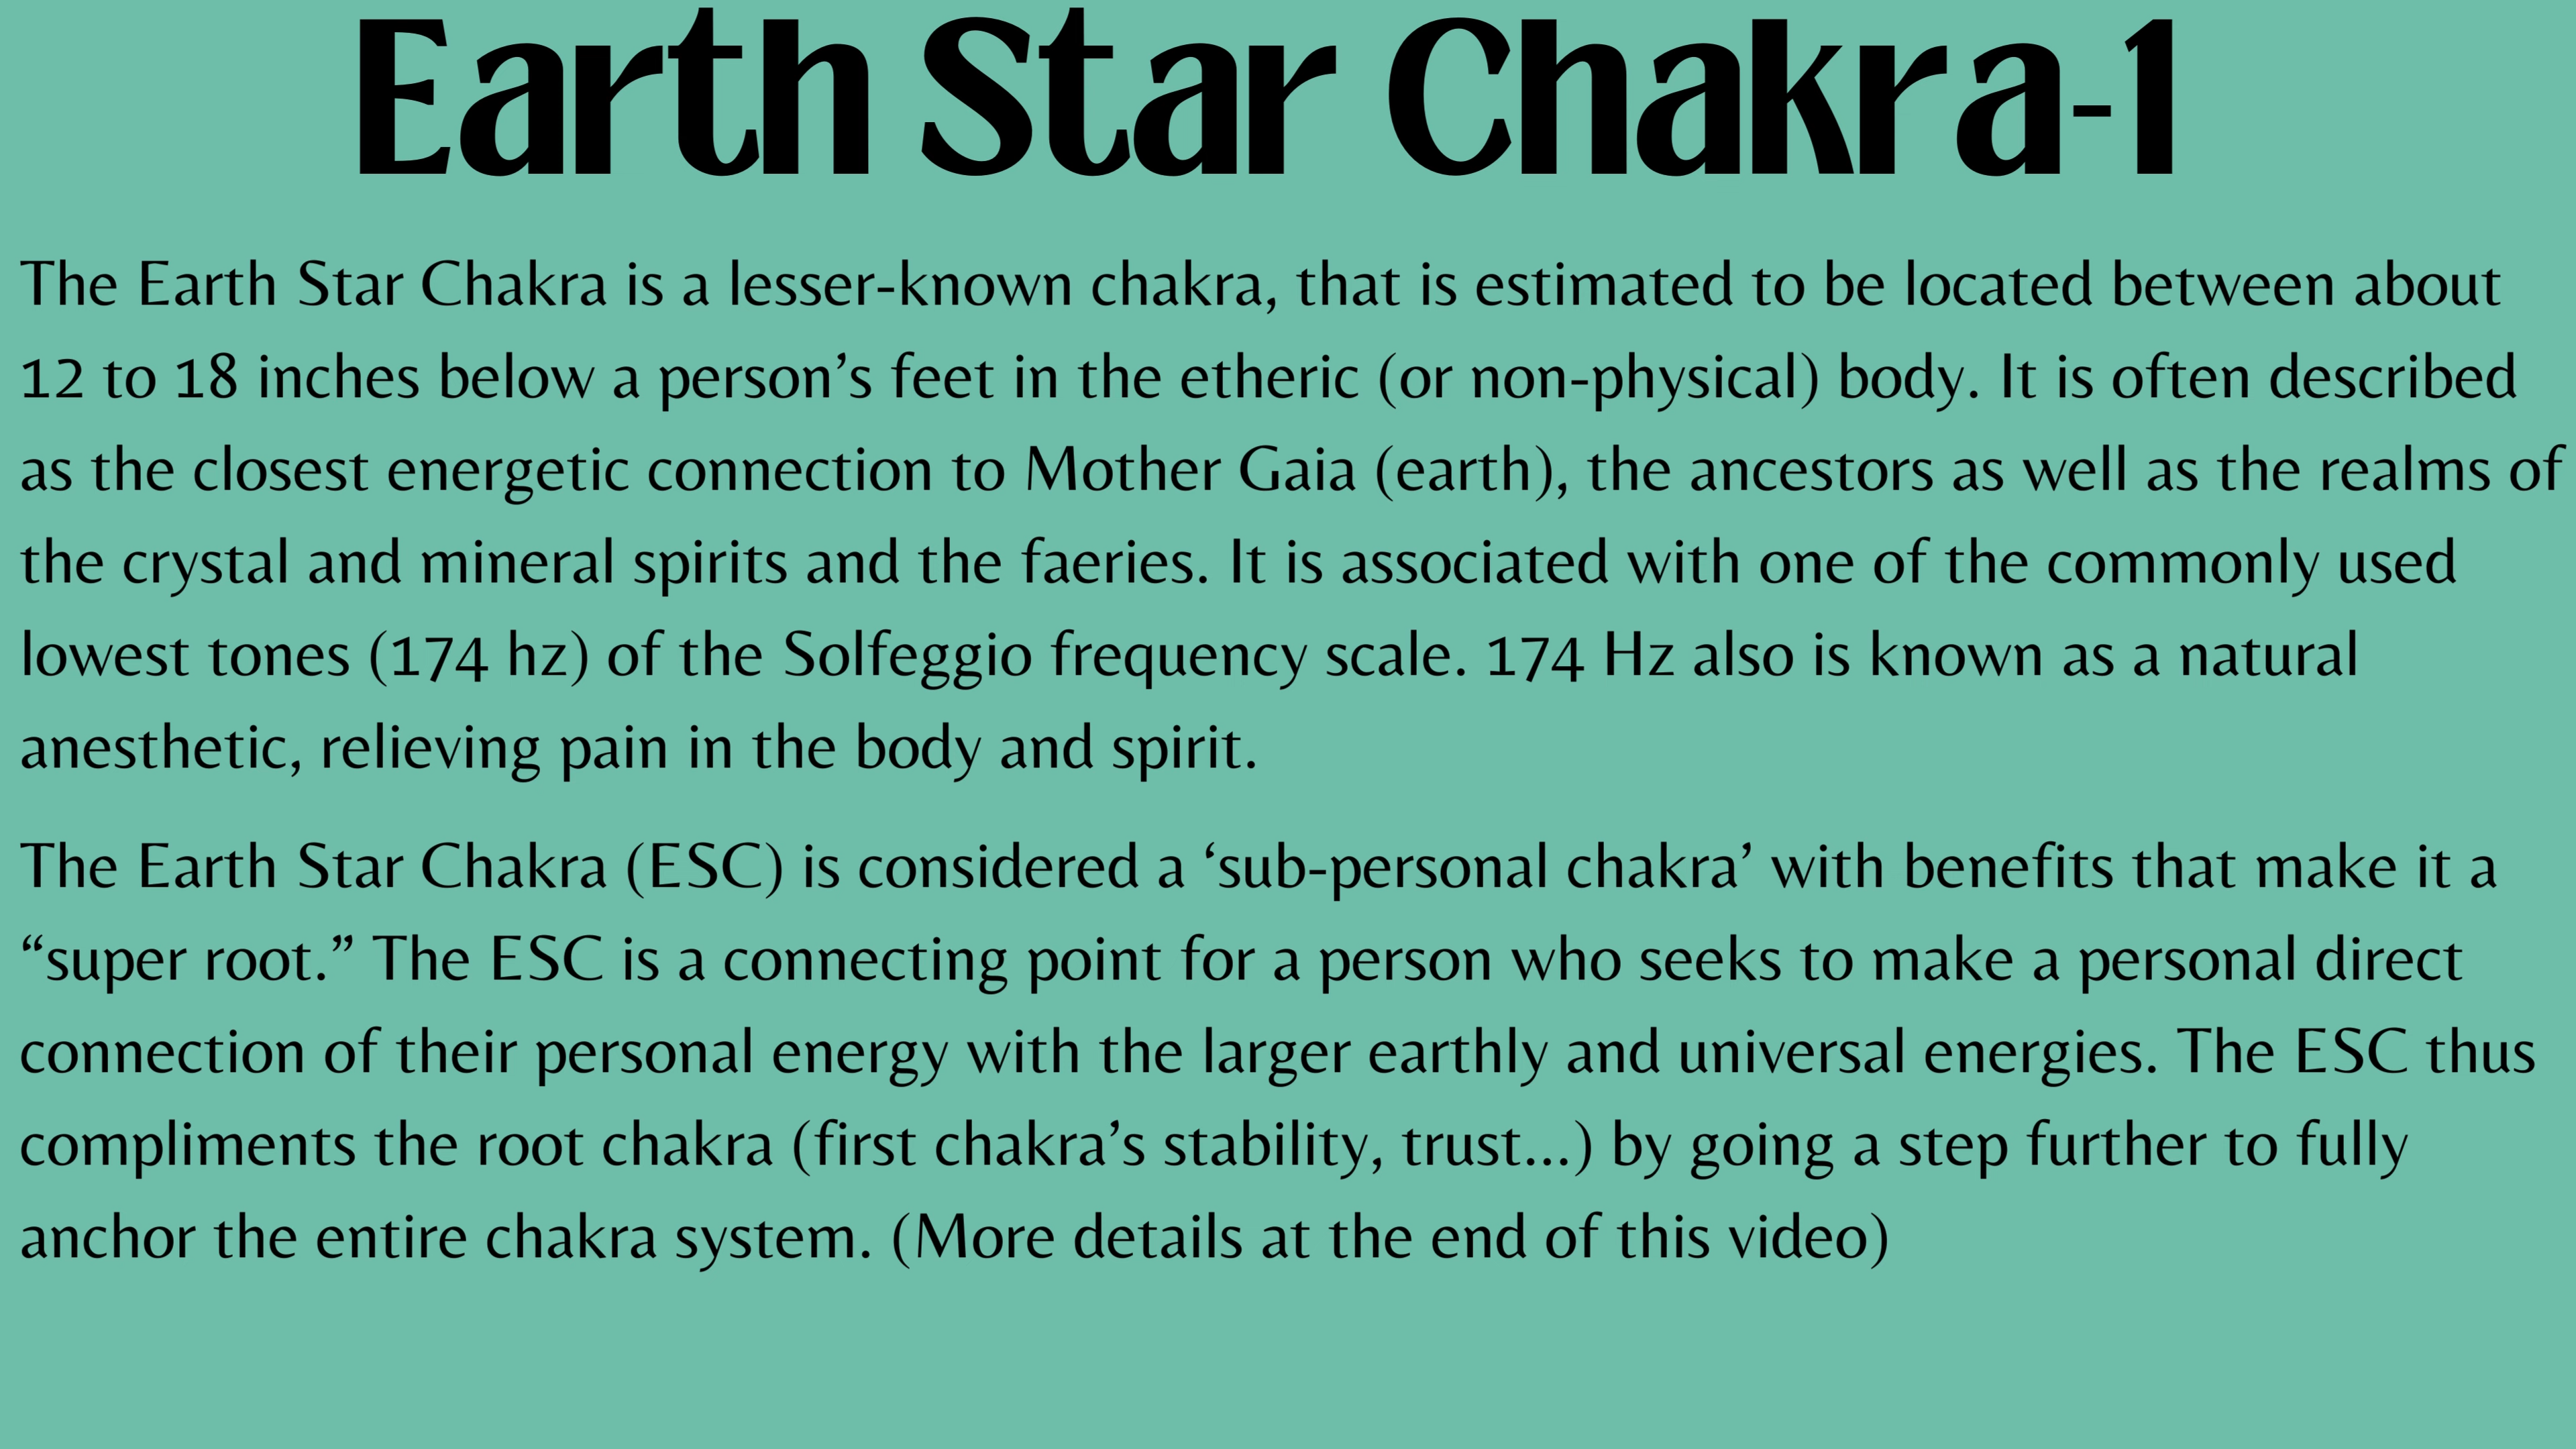 Earth Star Chakra-1
The Earth Star Chakra is a lesser-known chakra, that is estimated to be located between about
12 to 18 inches below a person’s feet in the etheric (or non-physical) body. It is often described
as the closest energetic connection to Mother Gaia (earth), the ancestors as well as the realms of
the crystal and mineral spirits and the faeries. It is associated with one of the commonly used
lowest tones (174 hz) of the Solfeggio frequency scale. 174 Hz also is known as a natural
anesthetic, relieving pain in the body and spirit.
The Earth Star Chakra (ESC) is considered a ‘sub-personal chakra’ with benefits that make it a
“super root.” The ESC is a connecting point for a person who seeks to make a personal direct
connection of their personal energy with the larger earthly and universal energies. The ESC thus
compliments the root chakra (first chakra’s stability, trust...) by going a step further to fully
anchor the entire chakra system. (More details at the end of this video)